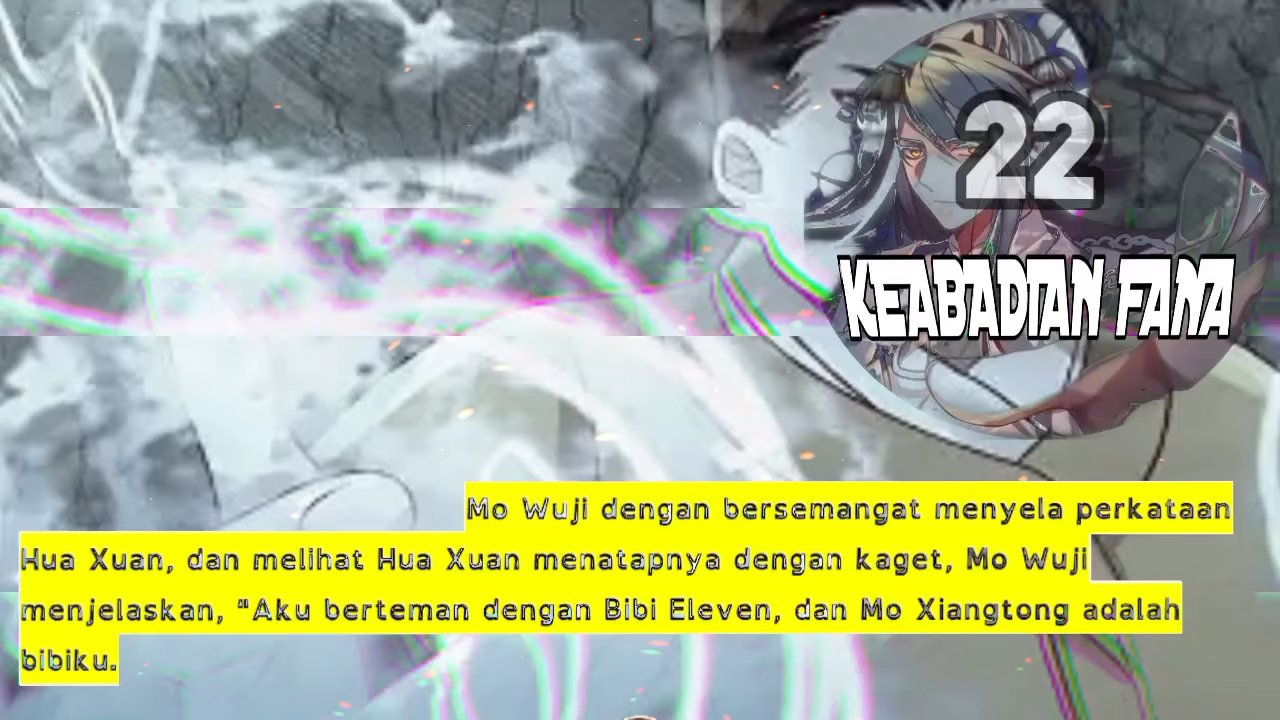 22
KEABADIAN FANA
Mo Wuji dengan bersemangat menyela perkataan
Hua Xuan, dan melihat Hua Xuan menatapnya dengan kaget, Mo Wuji
menjelaskan, "Aku berteman dengan Bibi Eleven, dan Mo Xiangtong adalah
bibiku.